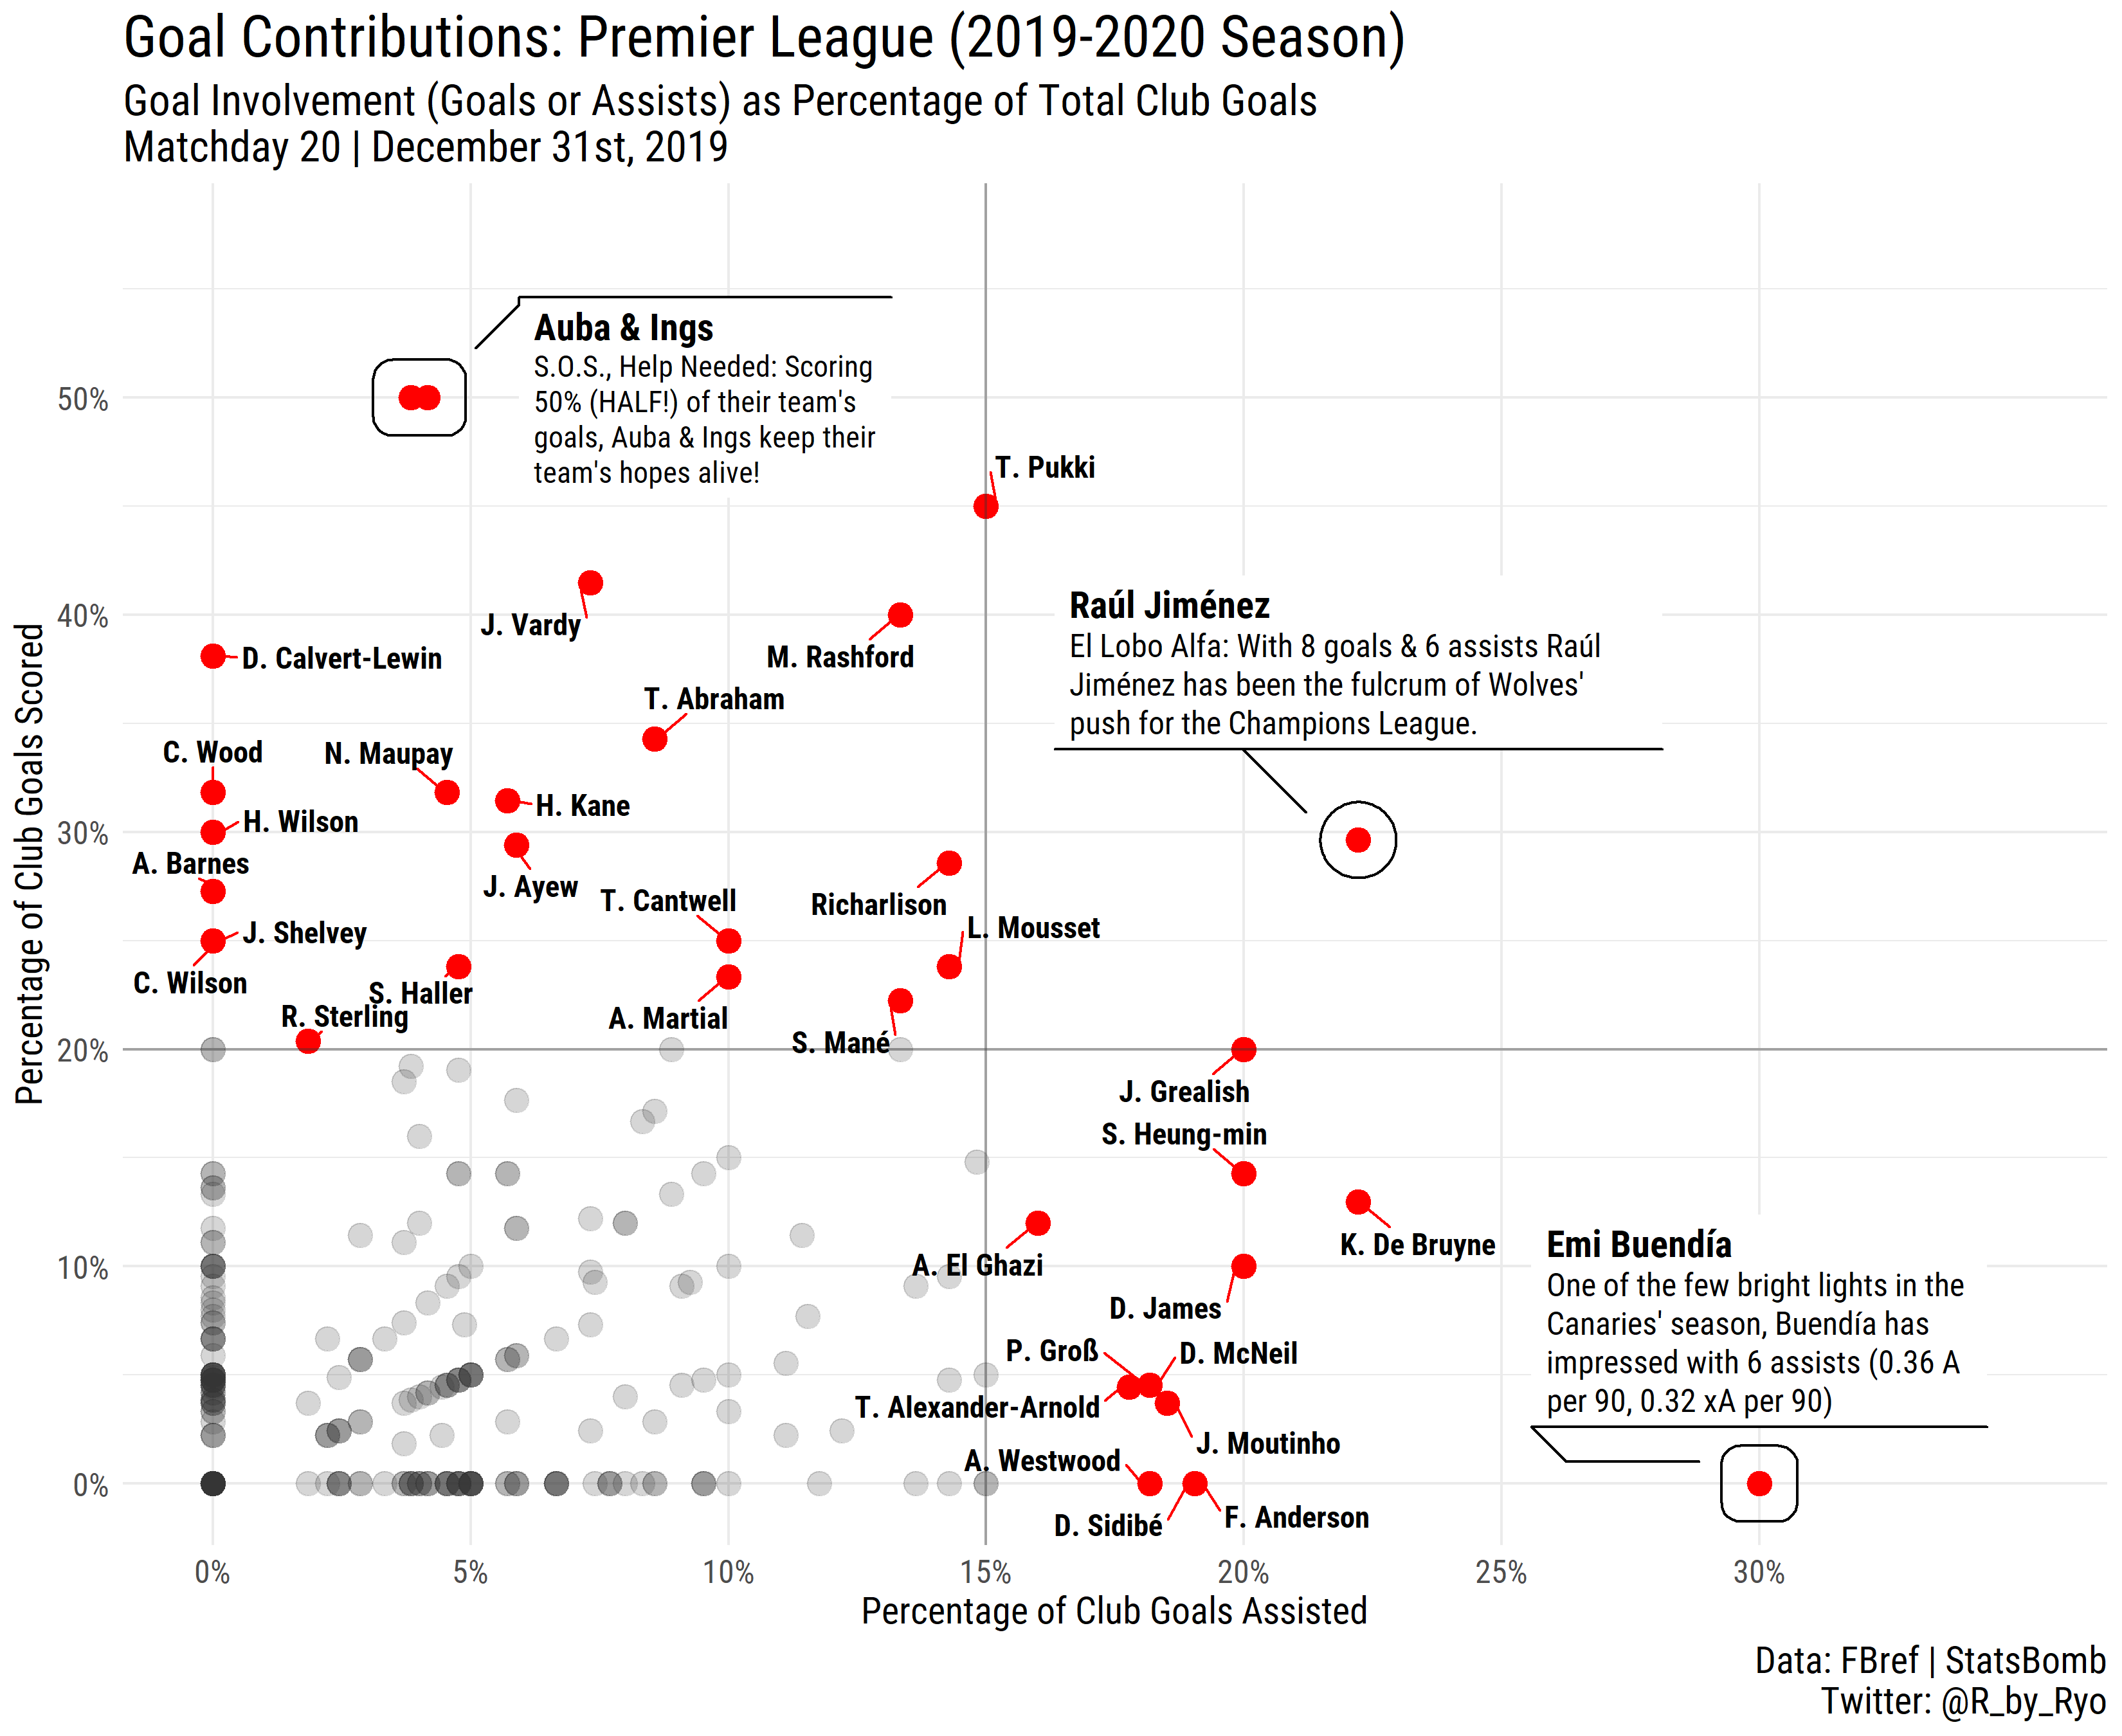 Goal Contributions: Premier League (2019-2020 Season)
Goal Involvement (Goals or Assists) as Percentage of Total Club Goals
Matchday 20 | December 31st, 2019
Auba & Ings
S.O.S., Help Needed: Scoring
50% (HALF!) of their team's
goals, Auba & Ings keep their
team's hopes alive!
50%
T. Pukki
J. Vardy
Raúl Jiménez
El Lobo Alfa: With 8 goals & 6 assists Raúl
Jiménez has been the fulcrum of Wolves'
push for the Champions League.
40%
M. Rashford
D. Calvert-Lewin
T. Abraham
C. Wood
N. Maupay
H. Kane
H. Wilson
30%
A. Barnes
J. Ayew
T. Cantwell
Richarlison
L. Mousset
J. Shelvey
C. Wilson
S. Haller
R. Sterling
A. Martial
S. Mané
20%
J. Grealish
S. Heung-min
K. De Bruyne
A. El Ghazi
10%
D. James
Emi Buendía
One of the few bright lights in the
Canaries' season, Buendía has
impressed with 6 assists (0.36 A
per 90, 0.32 xA per 90)
P. Groß
D. McNeil
T. Alexander-Arnold
J. Moutinho
A. Westwood
0%
D. Sidibé
F. Anderson
Percentage of Club Goals Scored
0%
5%
10%
15%
20%
25%
30%
Percentage of Club Goals Assisted
Data: FBref | StatsBomb
Twitter: @R_by_Ryo